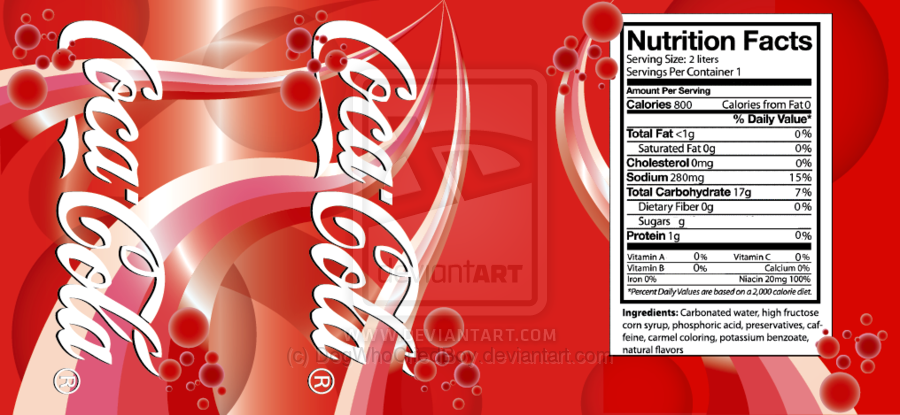 Coca-Cola ®
Coca-Cola ®
Nutrition Facts
Serving Size: 2 liters
Servings Per Container 1
Amount Per Serving
Calories 800 Calories from Fat 0
% Daily Value*
Total Fat <1g 0%
Saturated Fat 0g 0%
Cholesterol 0mg 0%
Sodium 280mg 15%
Total Carbohydrate 17g 7%
Dietary Fiber 0g 0%
Sugars g
Protein 1g 0%
Vitamin A 0% Vitamin C 0%
Vitamin B 0% Calcium 0%
Iron 0% Niacin 20mg 100%
*Percent Daily Values are based on a 2,000 calorie diet.
Ingredients: Carbonated water, high fructose
corn syrup, phosphoric acid, preservatives, caf-
feine, carmel coloring, potassium benzoate,
natural flavors
deviantART
WWW.DEVIANTART.COM
deviantart.com